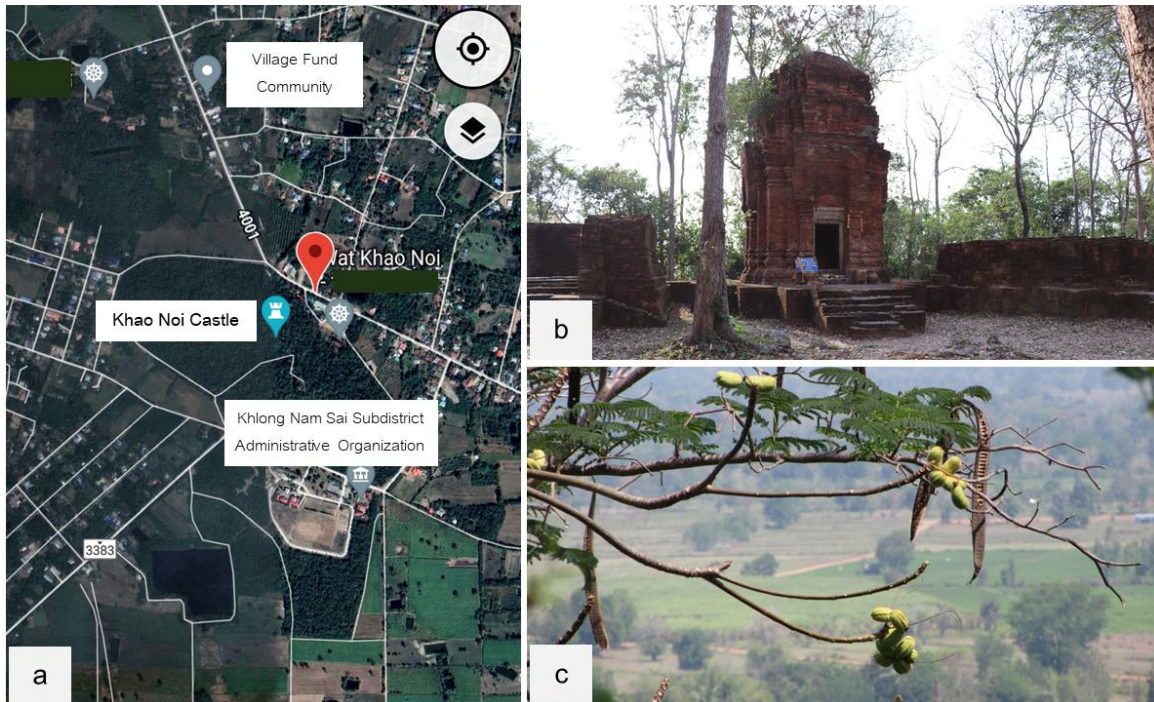 Village Fund
Community
4001
Wat Khao Noi
Khao Noi Castle
Khlong Nam Sai Subdistrict
Administrative Organization
3383
a
b
c